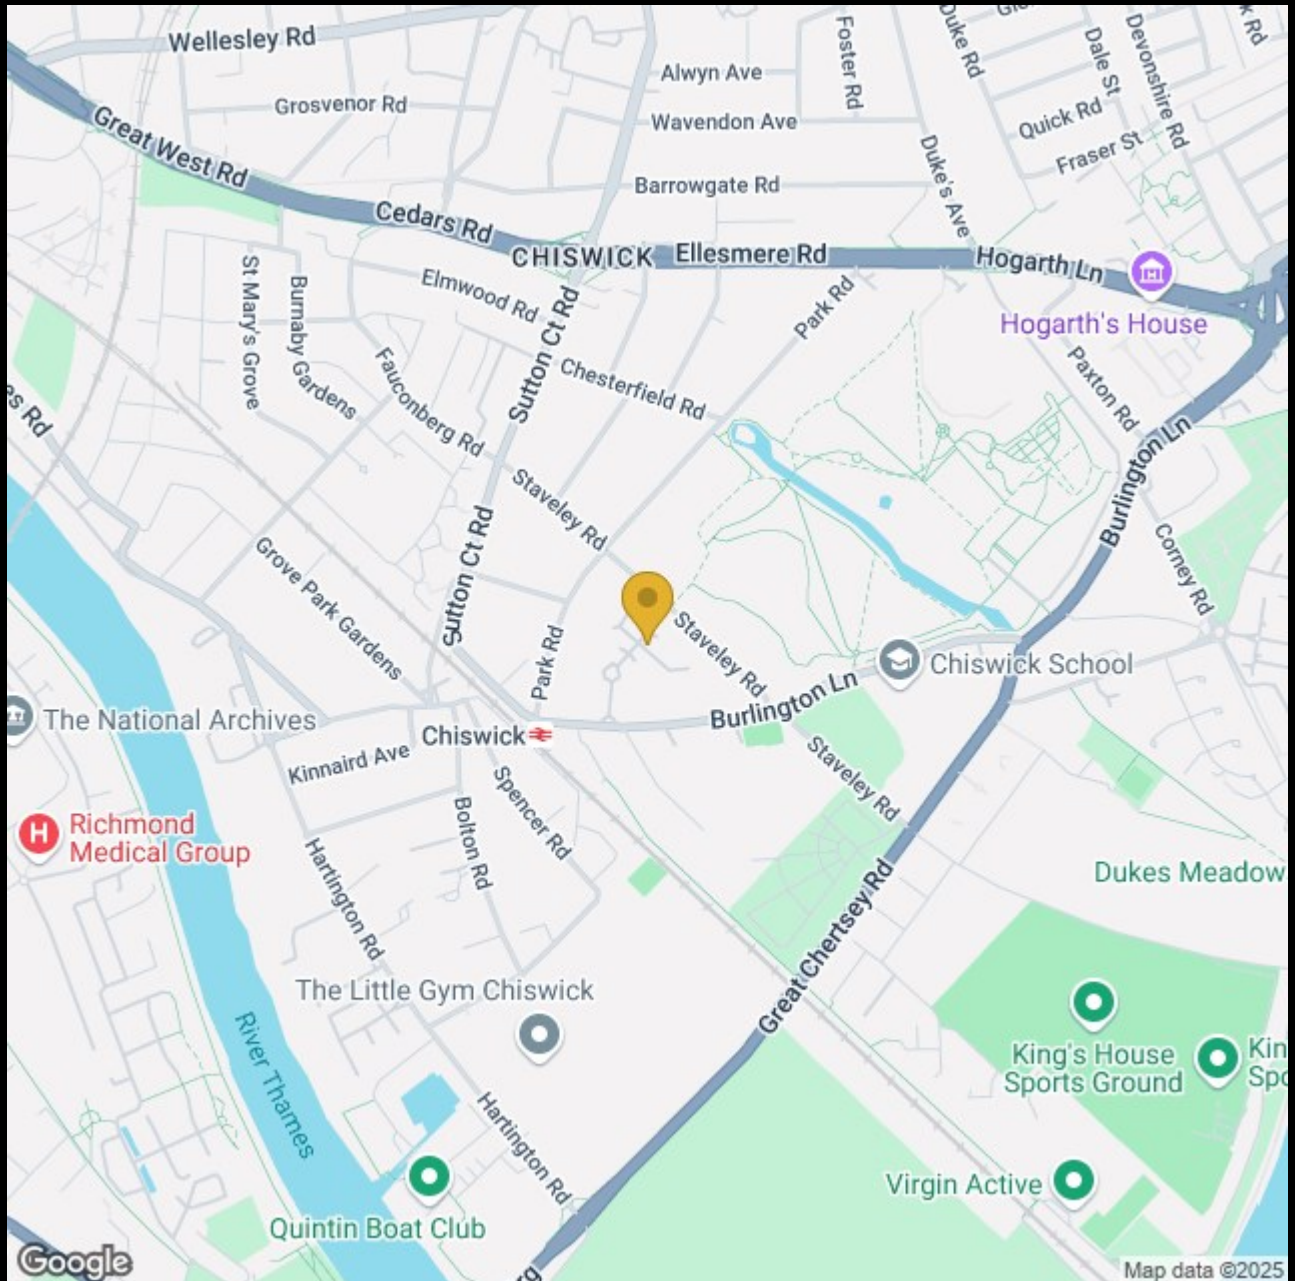 Wellesley Rd
Alwyn Ave
Foster Rd
Duke Rd
Dale St
Devonshire Rd
Grosvenor Rd
Wavendon Ave
Quick Rd
Fraser St
Great West Rd
Barrowgate Rd
Duke's Ave
Cedars Rd
CHISWICK
Ellesmere Rd
Hogarth Ln
St Mary's Grove
Burnaby Gardens
Elmwood Rd
Sutton Ct Rd
Park Rd
Hogarth's House
Fauconberg Rd
Chesterfield Rd
Paxton Rd
es Rd
Burlington Ln
Staveley Rd
Grove Park Gardens
Sutton Ct Rd
Corney Rd
Park Rd
Staveley Rd
Chiswick School
The National Archives
Chiswick
Burlington Ln
Kinnaird Ave
Spencer Rd
Staveley Rd
Bolton Rd
H
Richmond
Medical Group
Hartington Rd
Great Chertsey Rd
Dukes Meadow
The Little Gym Chiswick
River Thames
King's House
Sports Ground
Kin
Spo
Hartington Rd
Virgin Active
Quintin Boat Club
Google
Map data ©2025